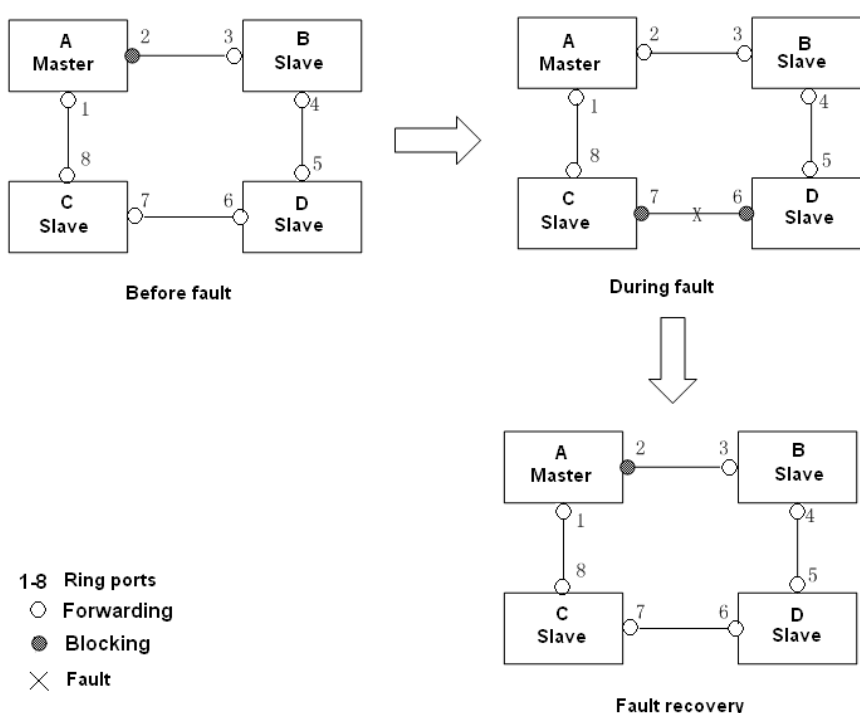 A
Master
2
3
B
Slave
1
4
8
5
C
Slave
7
6
D
Slave
Before fault
A
Master
2
3
B
Slave
1
4
8
5
C
Slave
7
X
6
D
Slave
During fault
A
Master
2
3
B
Slave
1
4
8
5
C
Slave
7
6
D
Slave
Fault recovery
1-8 Ring ports
Forwarding
Blocking
Fault